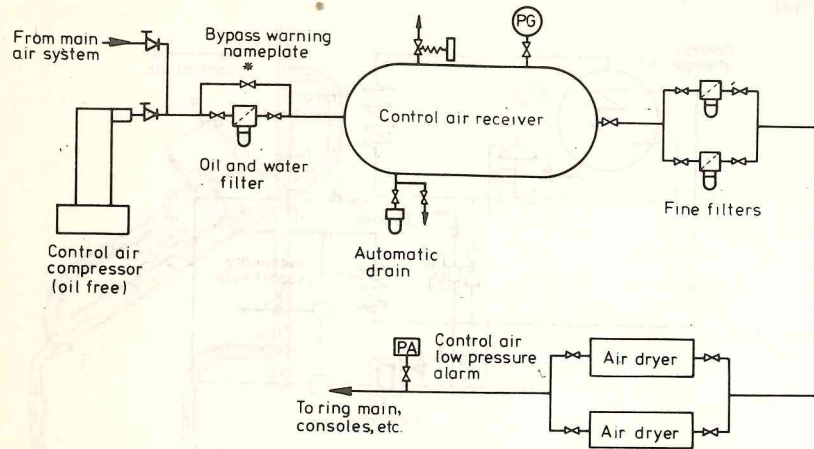 From main
air system
Bypass warning
nameplate
*
PG
Control air receiver
Oil and water
filter
Fine filters
Control air
compressor
(oil free)
Automatic
drain
PA
Control air
low pressure
alarm
Air dryer
To ring main,
consoles, etc.
Air dryer